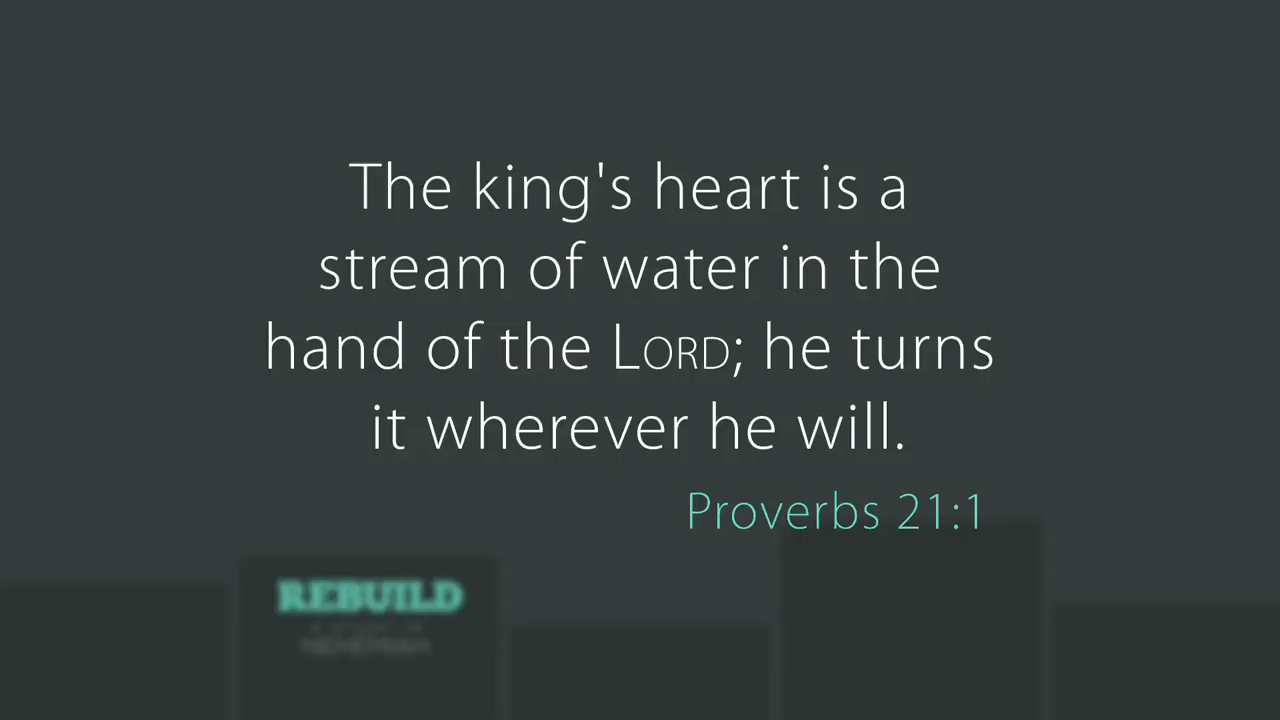 The king's heart is a
stream of water in the
hand of the LORD; he turns
it wherever he will.
Proverbs 21:1
REBUILD
NEHEMIAH